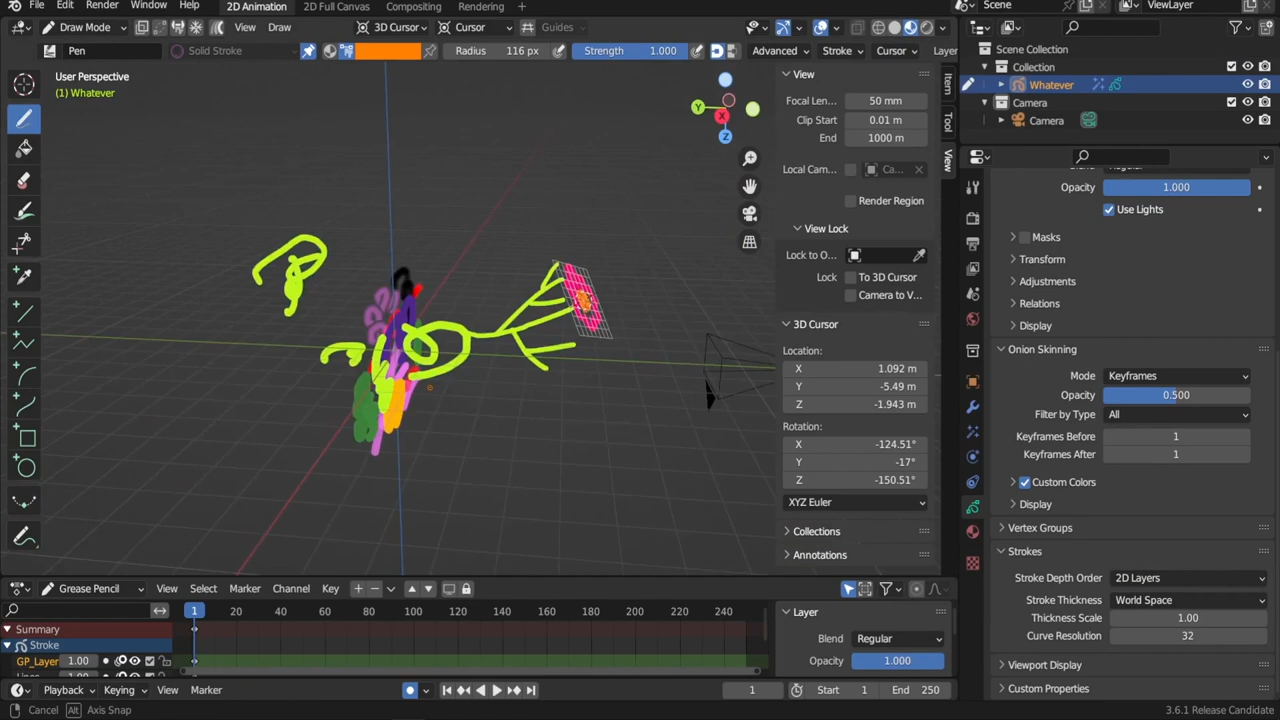 File Edit Render Window Help 2D Animation 2D Full Canvas Compositing Rendering + Scene ViewLayer
Draw Mode View Draw 3D Cursor Cursor Guides
Pen Solid Stroke Radius 116 px Strength 1.000 Advanced Stroke Cursor Layer
User Perspective
(1) Whatever
Y X Z
View
Focal Len... 50 mm
Clip Start 0.01 m
End 1000 m
Local Cam... Ca...
Render Region
View Lock
Lock to O...
Lock To 3D Cursor
Camera to V...
3D Cursor
Location:
X 1.092 m
Y -5.49 m
Z -1.943 m
Rotation:
X -124.51°
Y -17°
Z -150.51°
XYZ Euler
Collections
Annotations
Item
Tool
View
Scene Collection
Collection
Whatever
Camera
Camera
Opacity 1.000
Use Lights
Masks
Transform
Adjustments
Relations
Display
Onion Skinning
Mode Keyframes
Opacity 0.500
Filter by Type All
Keyframes Before 1
Keyframes After 1
Custom Colors
Display
Vertex Groups
Strokes
Stroke Depth Order 2D Layers
Stroke Thickness World Space
Thickness Scale 1.00
Curve Resolution 32
Viewport Display
Custom Properties
Grease Pencil View Select Marker Channel Key
1 20 40 60 80 100 120 140 160 180 200 220 240
Summary
Stroke
GP_Layer 1.00
Layer
Blend Regular
Opacity 1.000
Playback Keying View Marker 1 Start 1 End 250
Cancel Alt Axis Snap 3.6.1 Release Candidate